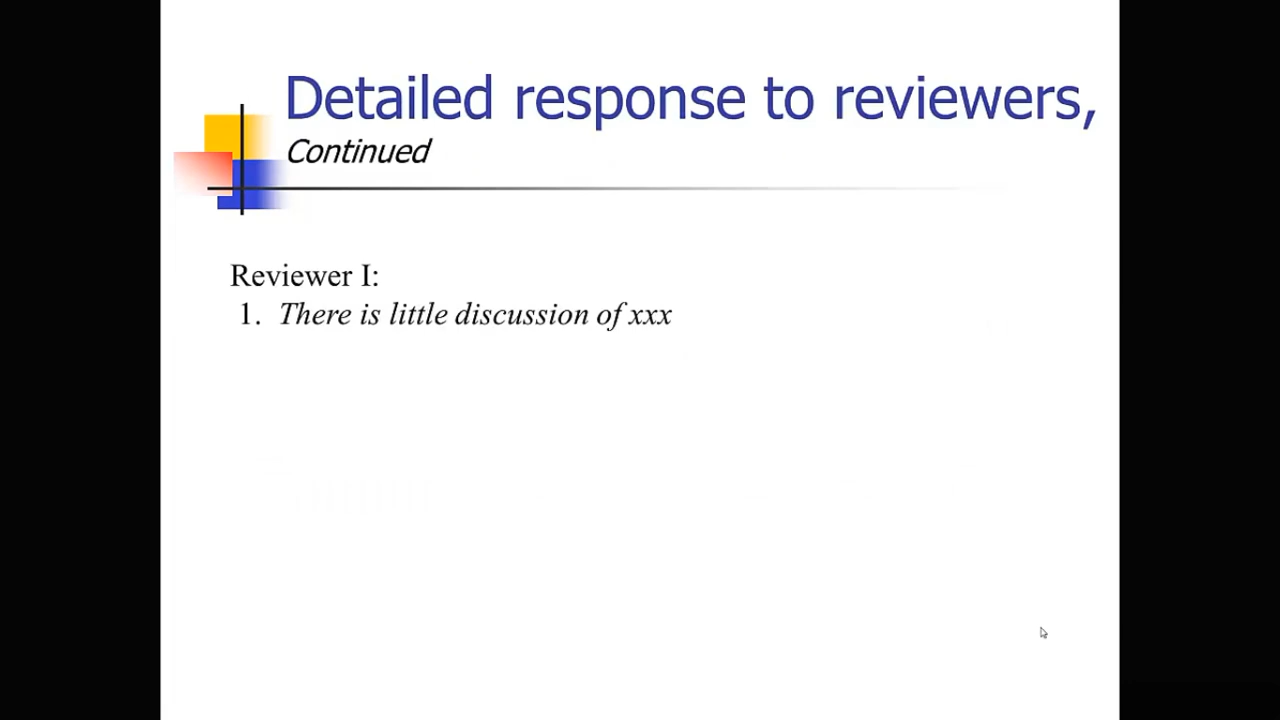 Detailed response to reviewers,
Continued
Reviewer I:
1. There is little discussion of xxx